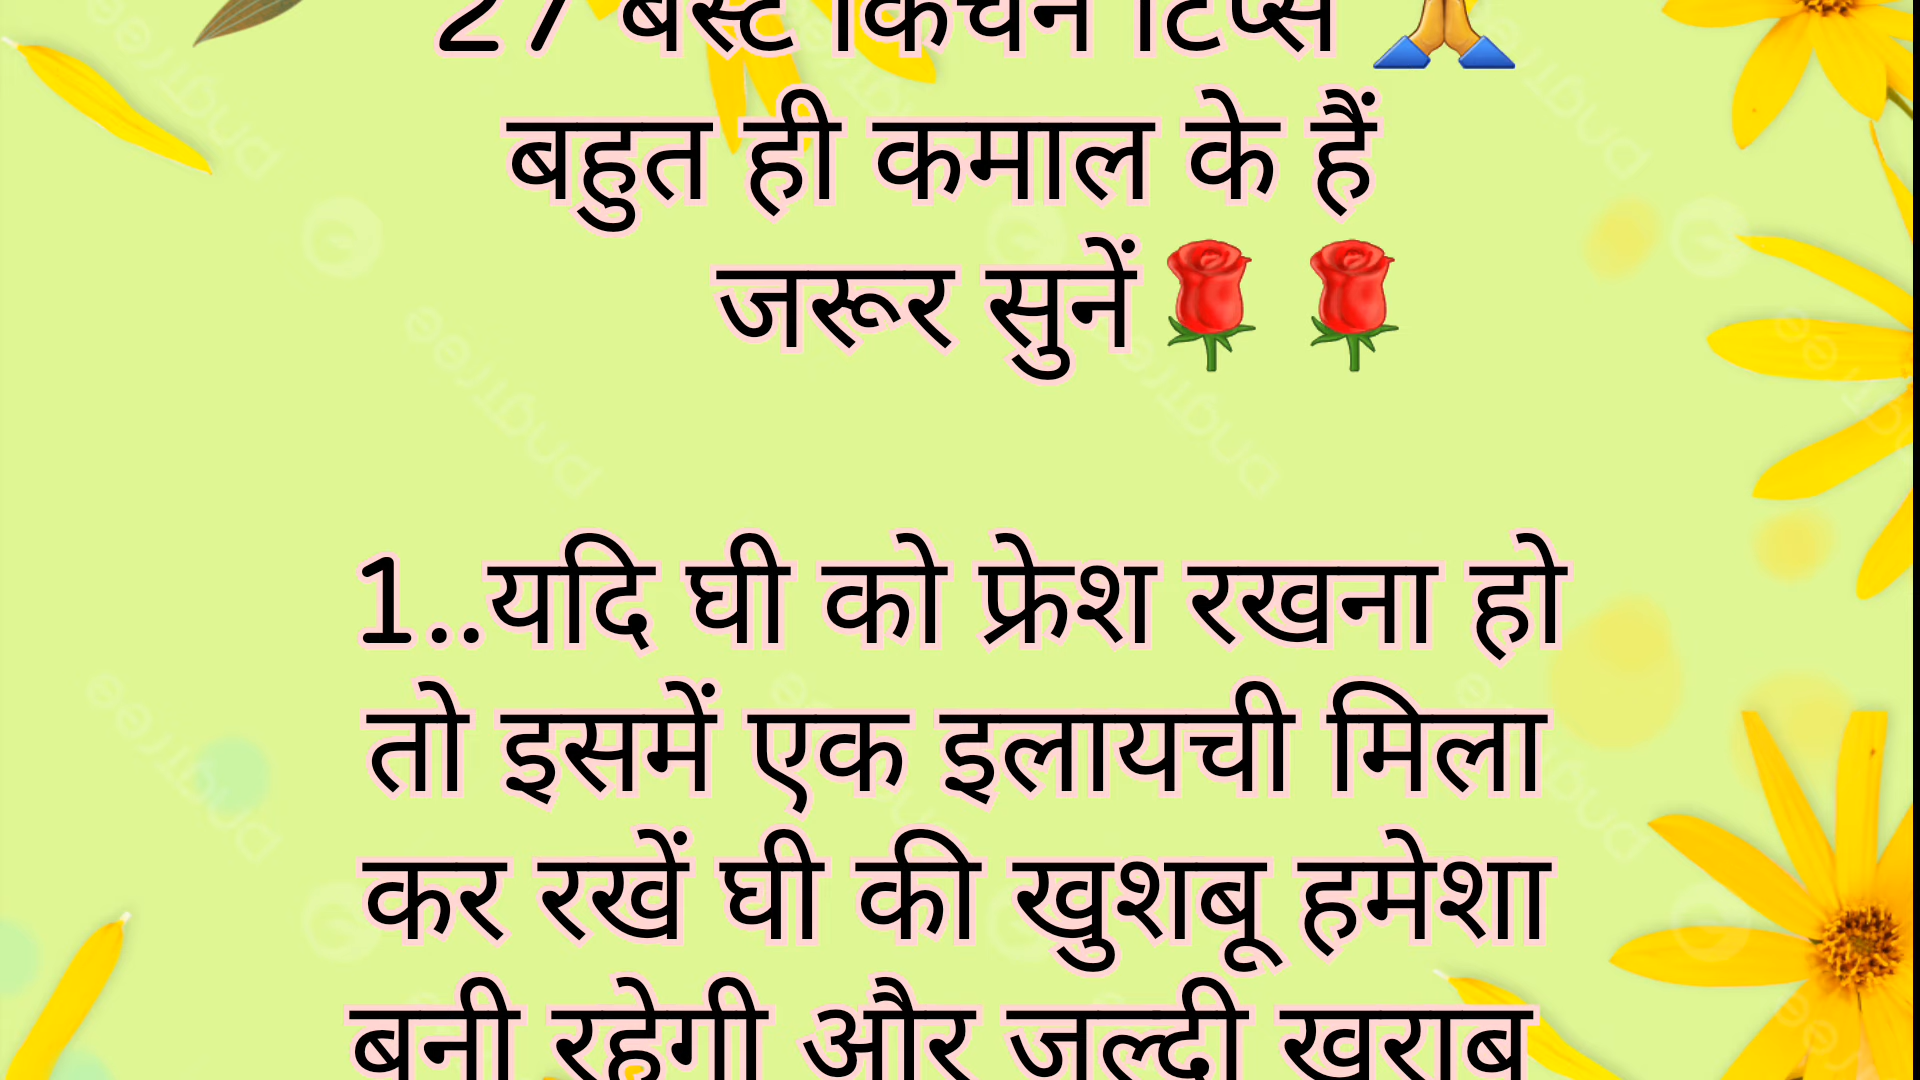 27 बेस्ट किचन टिप्स 🙏
बहुत ही कमाल के हैं
जरूर सुनें🌹 🌹
1..यदि घी को फ्रेश रखना हो
तो इसमें एक इलायची मिला
कर रखें घी की खुशबू हमेशा
बनी रहेगी और जल्दी खराब